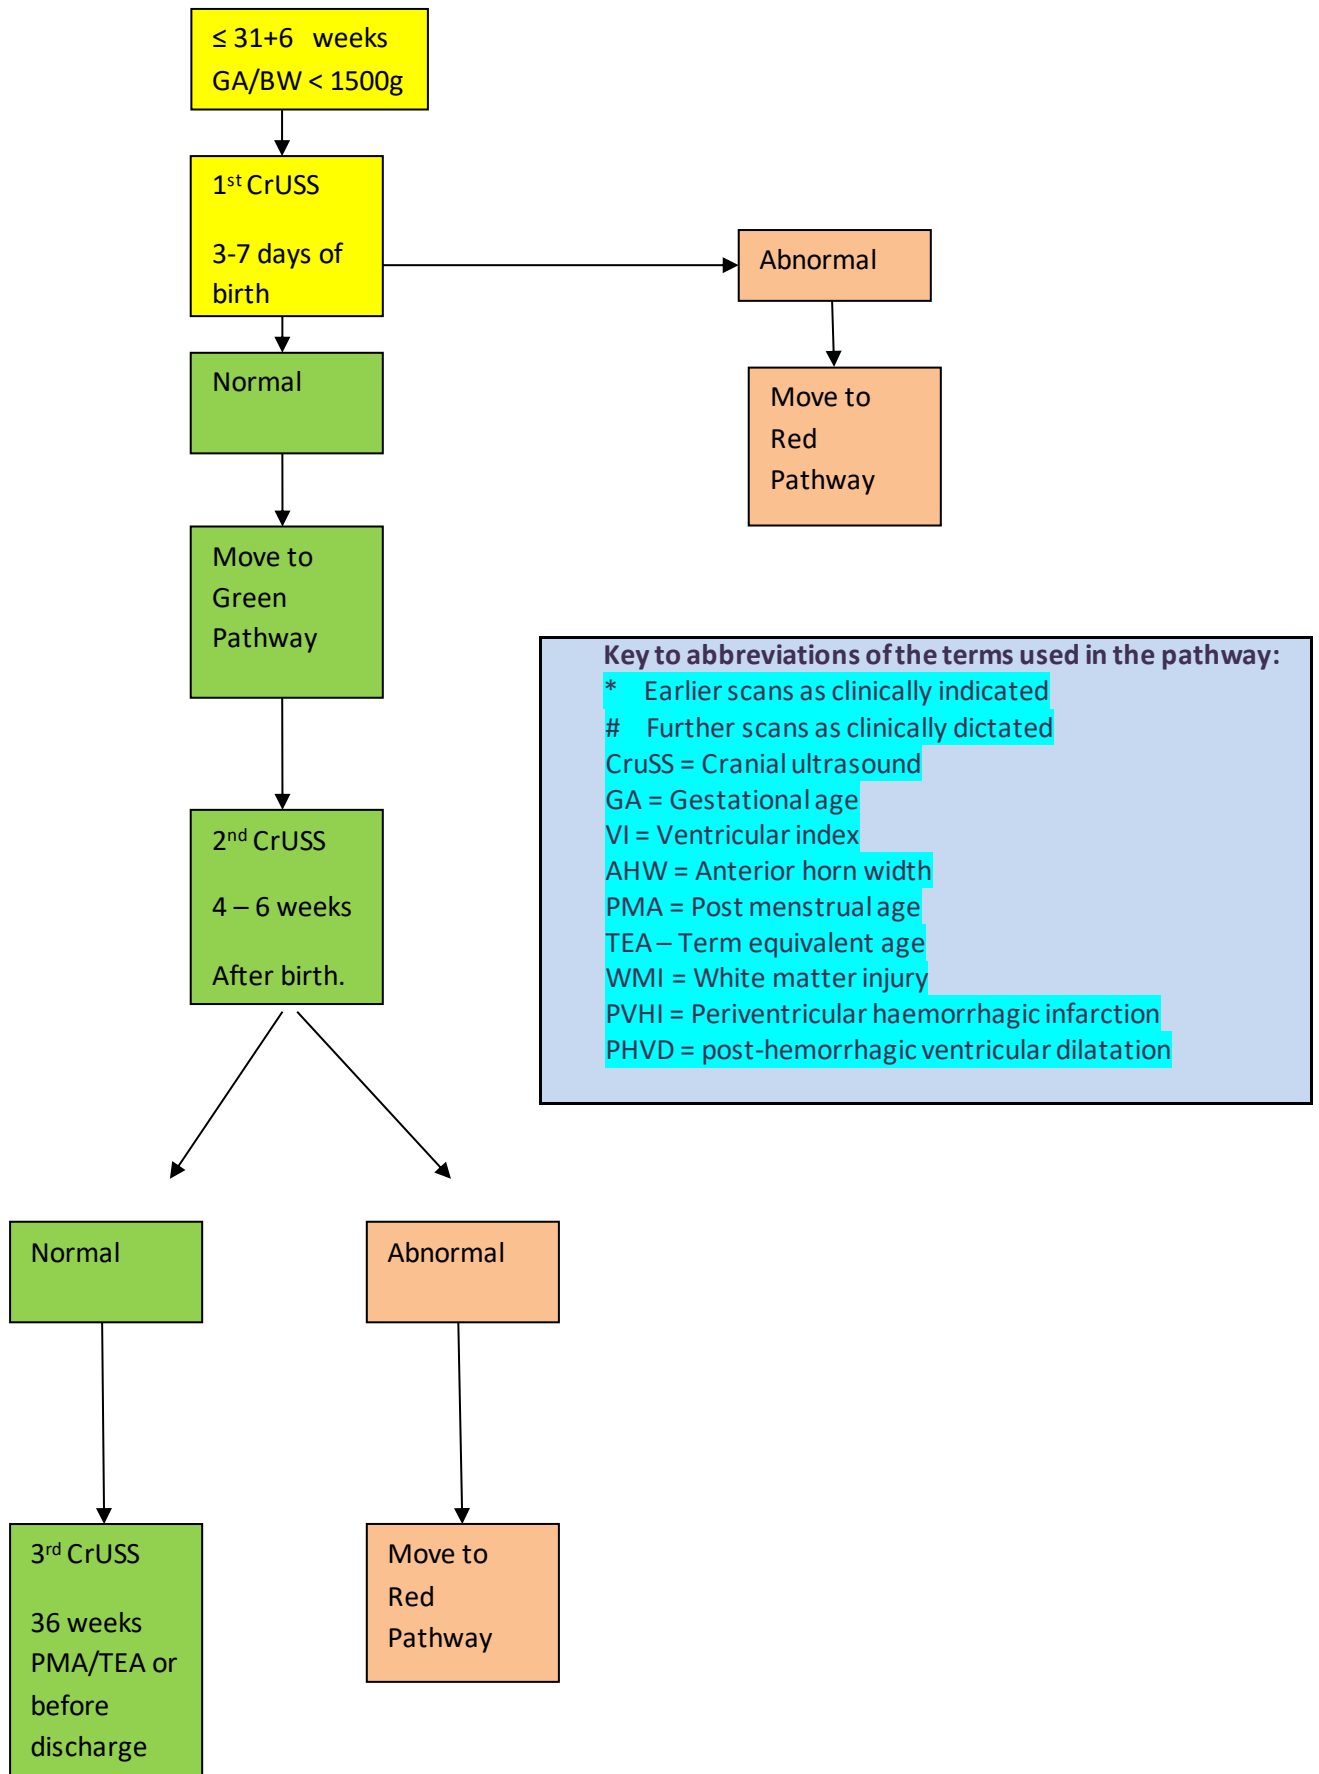 ≤ 31+6 weeks
GA/BW < 1500g
1st CrUSS
3-7 days of
birth
Abnormal
Normal
Move to
Red
Pathway
Move to
Green
Pathway
Key to abbreviations of the terms used in the pathway:
* Earlier scans as clinically indicated
# Further scans as clinically dictated
CruSS = Cranial ultrasound
GA = Gestational age
VI = Ventricular index
AHW = Anterior horn width
PMA = Post menstrual age
TEA – Term equivalent age
WMI = White matter injury
PVHI = Periventricular haemorrhagic infarction
PHVD = post-hemorrhagic ventricular dilatation
2nd CrUSS
4 – 6 weeks
After birth.
Normal
Abnormal
3rd CrUSS
36 weeks
PMA/TEA or
before
discharge
Move to
Red
Pathway